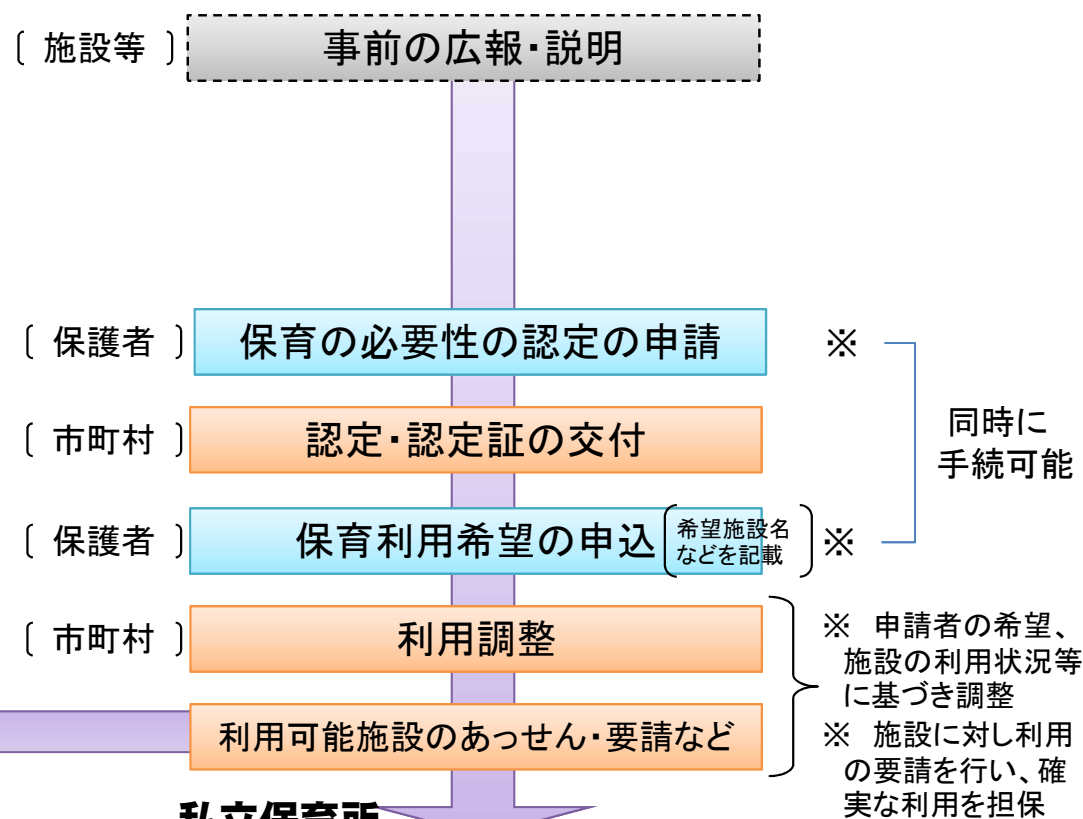 〔 施設等 〕 事前の広報・説明
〔 保護者 〕 保育の必要性の認定の申請 ※
〔 市町村 〕 認定・認定証の交付
同時に
手続可能
〔 保護者 〕 保育利用希望の申込 ※
希望施設名
などを記載
〔 市町村 〕 利用調整
利用可能施設のあっせん・要請など
※ 申請者の希望、
施設の利用状況等
に基づき調整
※ 施設に対し利用
の要請を行い、確
実な利用を担保
私立保育所